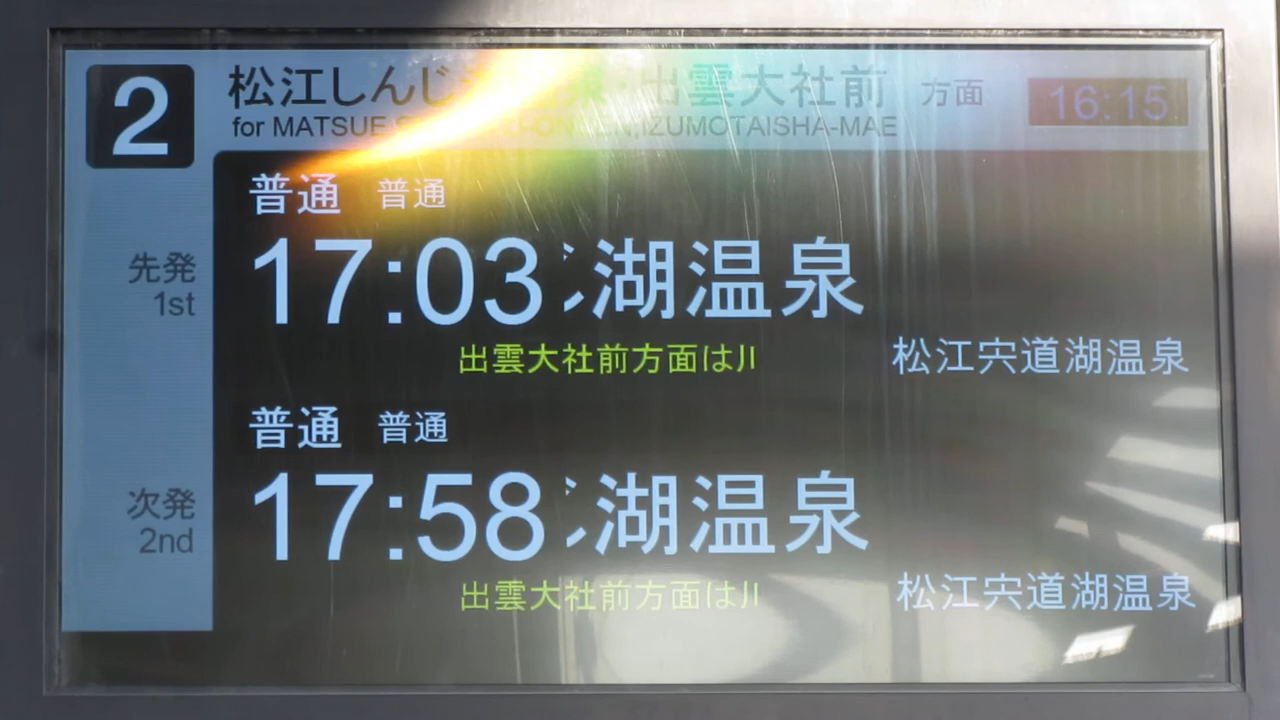 2
松江しんじ 出雲大社前 方面 16:15
for MATSUE IZUMOTAISHA-MAE
普通 普通
先発 17:03 湖温泉
1st
出雲大社前方面は川 松江宍道湖温泉
普通 普通
次発 17:58 湖温泉
2nd
出雲大社前方面は川 松江宍道湖温泉